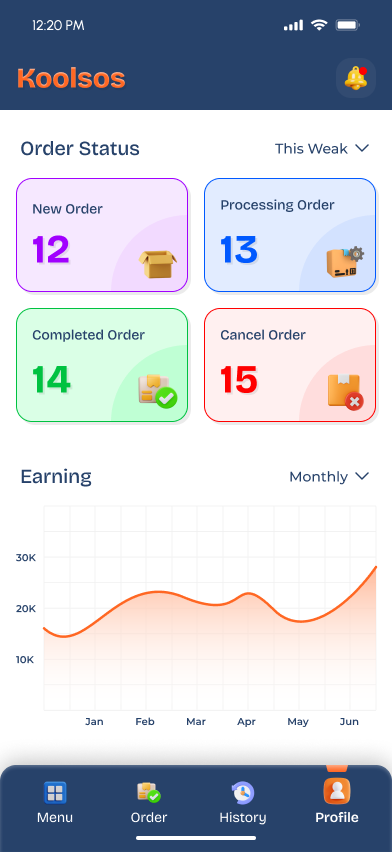 12:20 PM
Koolsos
Order Status
This Weak
New Order
12
Processing Order
13
Completed Order
14
Cancel Order
15
Earning
Monthly
30K
20K
10K
Jan Feb Mar Apr May Jun
Menu Order History Profile